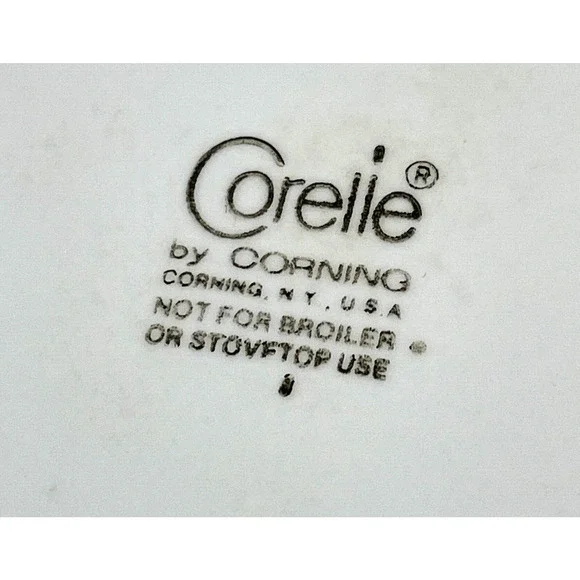 Corelle®
by CORNING
CORNING, N.Y., U.S.A
NOT FOR BROILER
OR STOVETOP USE